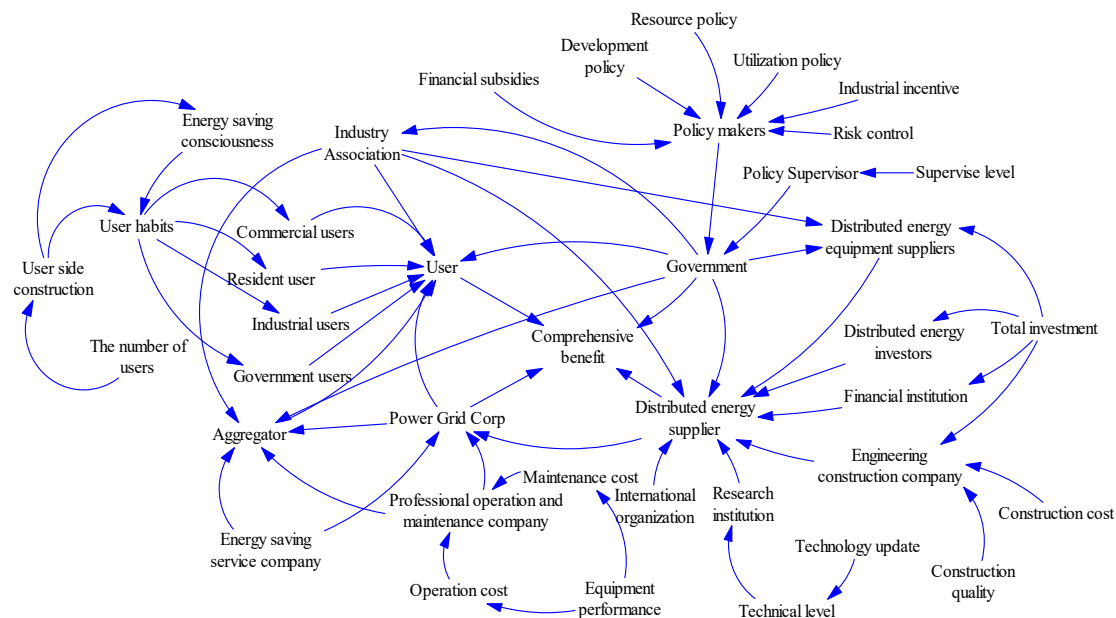 Resource policy
Development
policy
Utilization policy
Financial subsidies
Industrial incentive
Energy saving
consciousness
Industry
Association
Policy makers
Risk control
Policy Supervisor
Supervise level
User habits
Commercial users
Distributed energy
equipment suppliers
User side
construction
Resident user
User
Government
Industrial users
Comprehensive
benefit
Distributed energy
investors
Total investment
The number of
users
Government users
Financial institution
Aggregator
Power Grid Corp
Distributed energy
supplier
Engineering
construction company
Maintenance cost
Professional operation and
maintenance company
International
organization
Research
institution
Construction cost
Energy saving
service company
Technology update
Operation cost
Equipment
performance
Construction
quality
Technical level